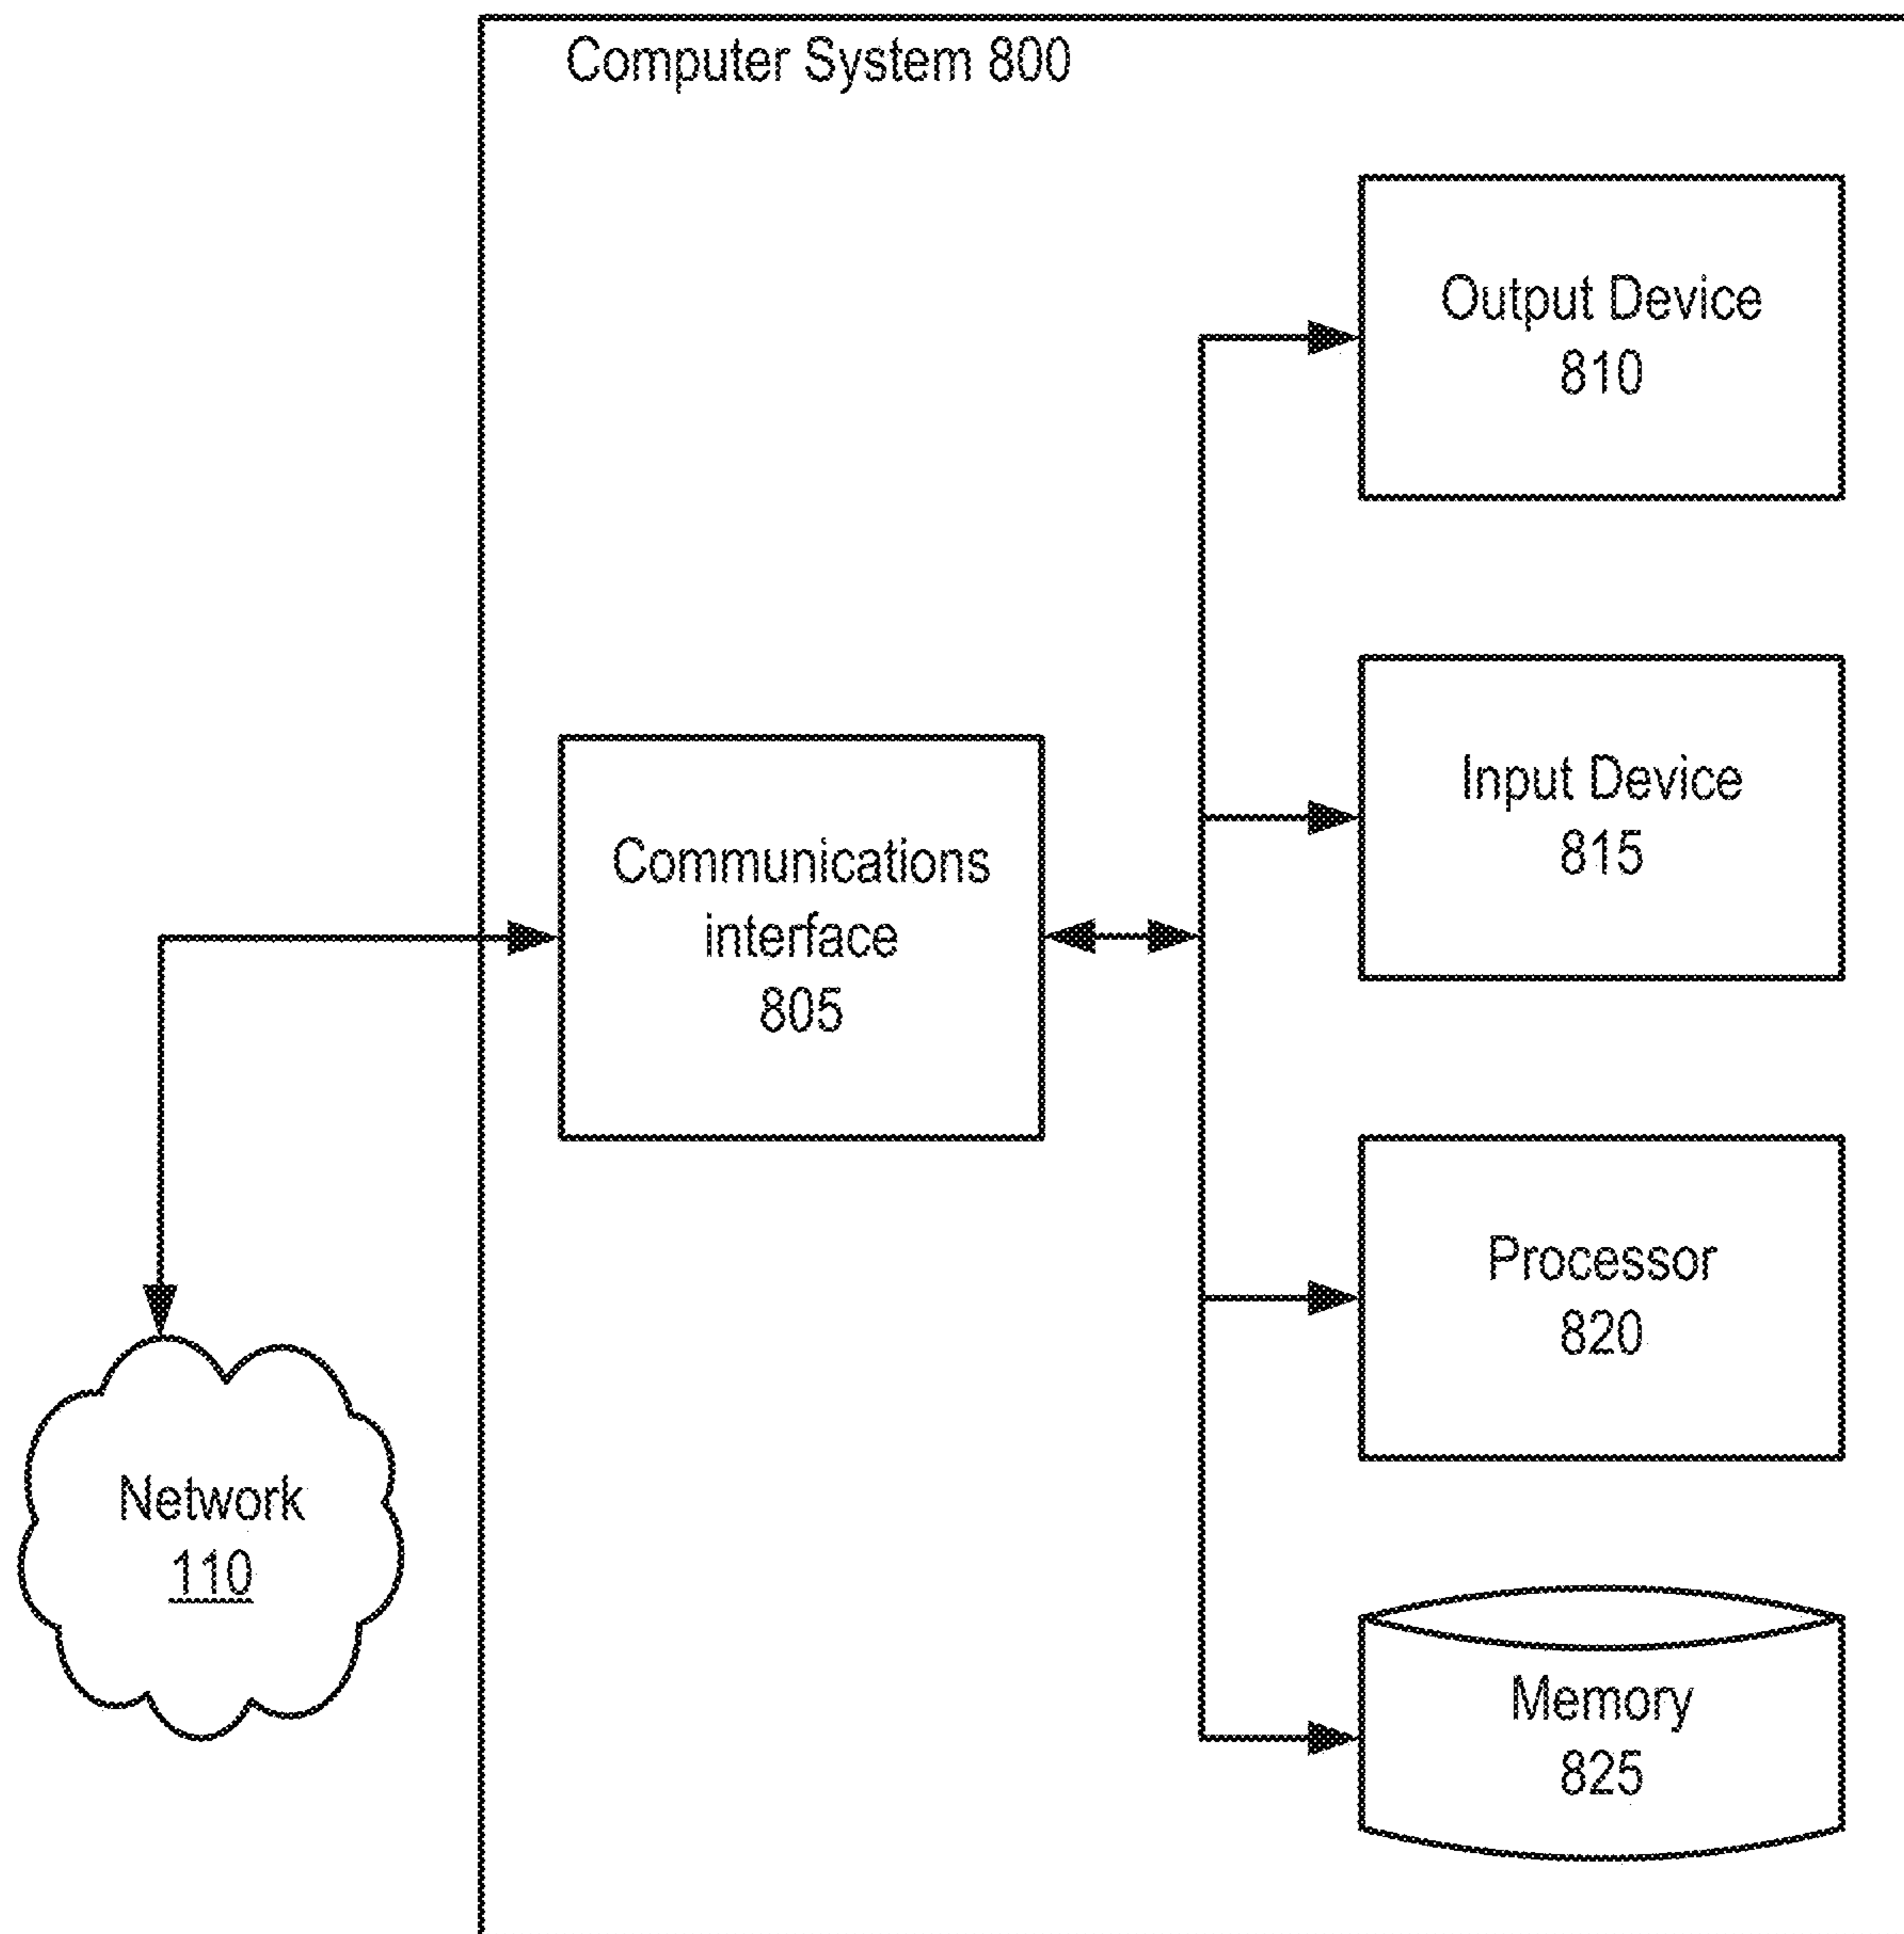 Computer System 800
Output Device
810
Input Device
815
Communications
interface
805
Processor
820
Network
110
Memory
825